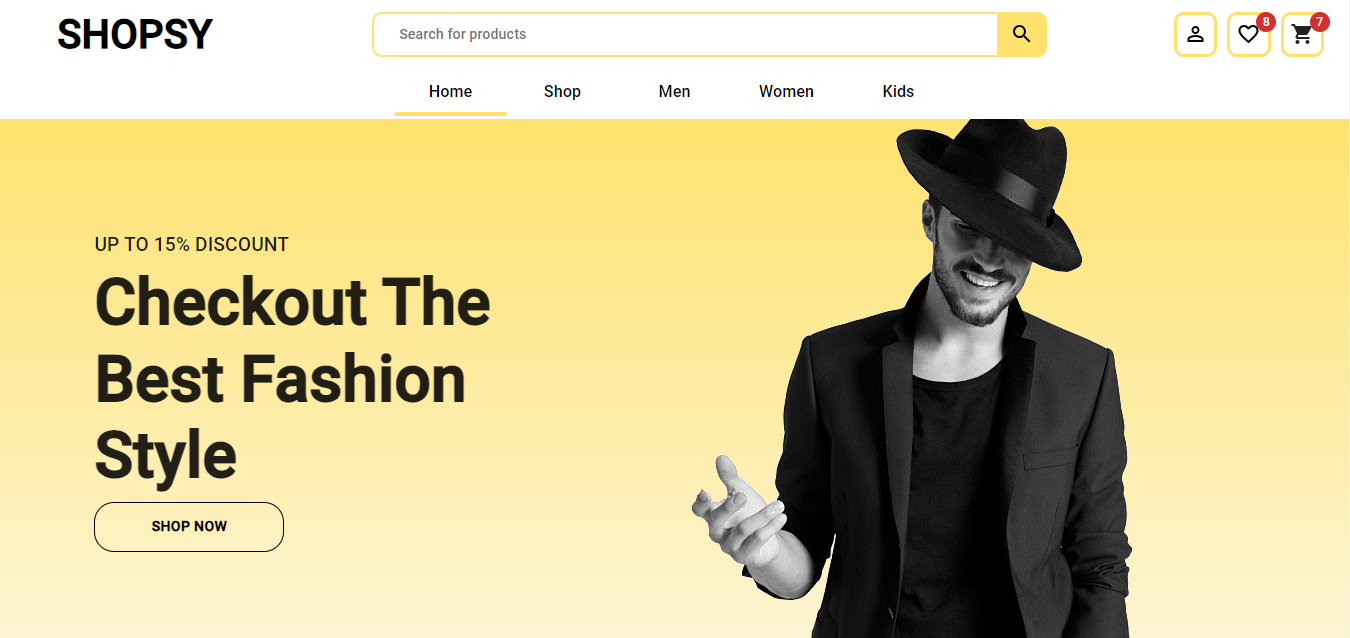 SHOPSY
Search for products
8
7
Home
Shop
Men
Women
Kids
UP TO 15% DISCOUNT
Checkout The
Best Fashion
Style
SHOP NOW